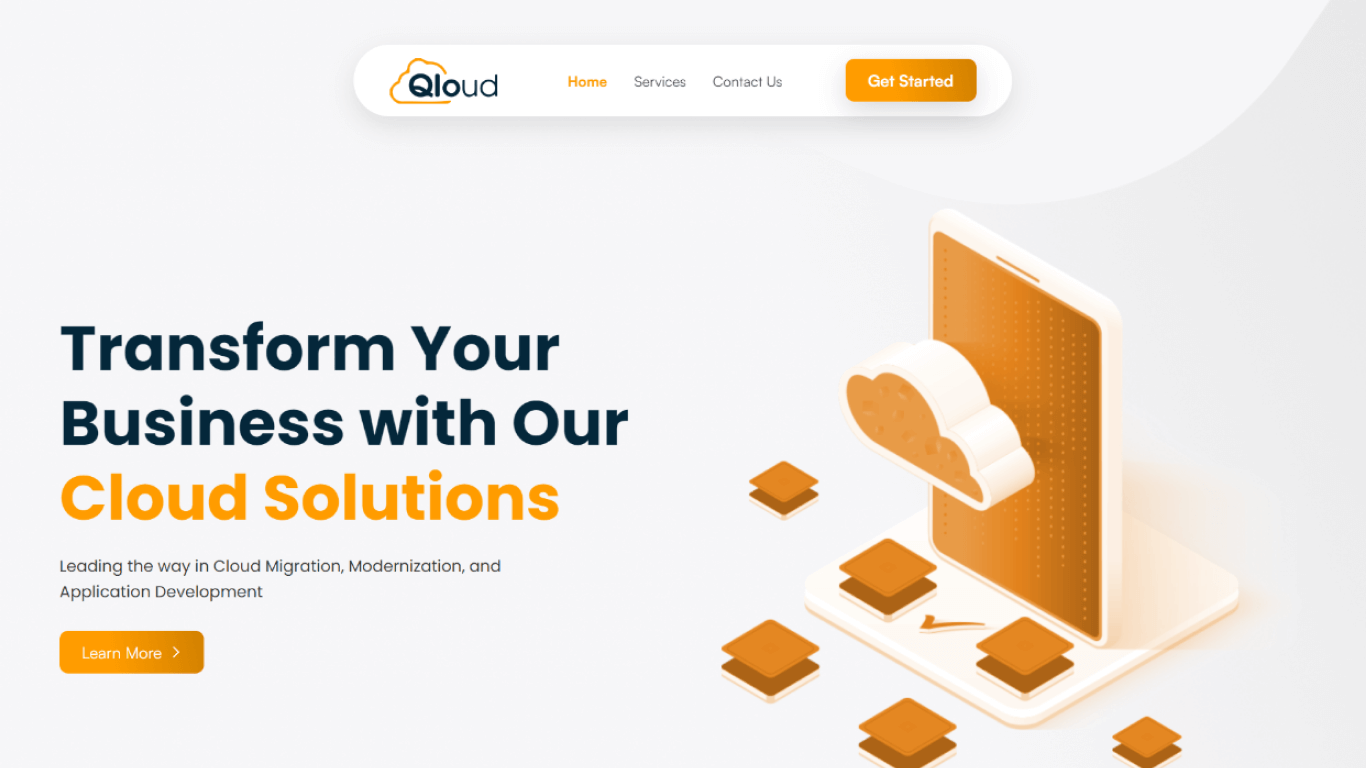 Qloud
Home
Services
Contact Us
Get Started
Transform Your
Business with Our
Cloud Solutions
Leading the way in Cloud Migration, Modernization, and
Application Development
Learn More